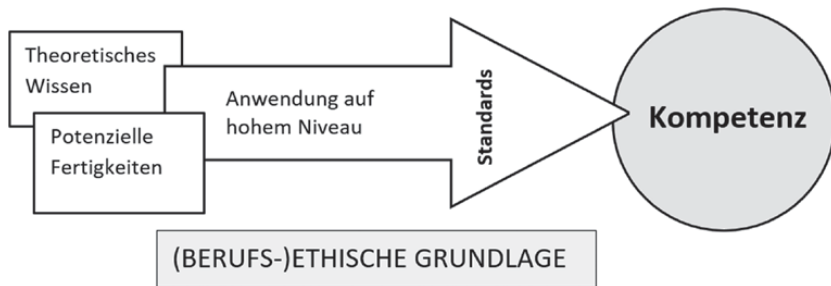 Theoretisches
Wissen
Potenzielle
Fertigkeiten
Anwendung auf
hohem Niveau
Standards
Kompetenz
(BERUFS-)ETHISCHE GRUNDLAGE